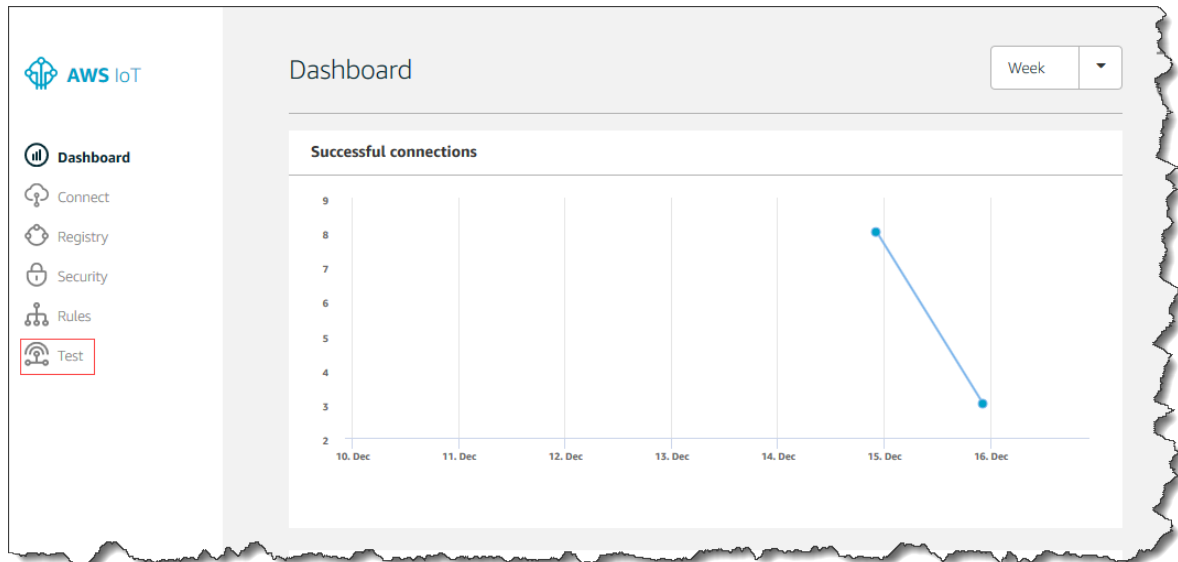 AWS IoT
Dashboard
Connect
Registry
Security
Rules
Test
Dashboard
Week
Successful connections
9
8
7
6
5
4
3
2
10. Dec 11. Dec 12. Dec 13. Dec 14. Dec 15. Dec 16. Dec